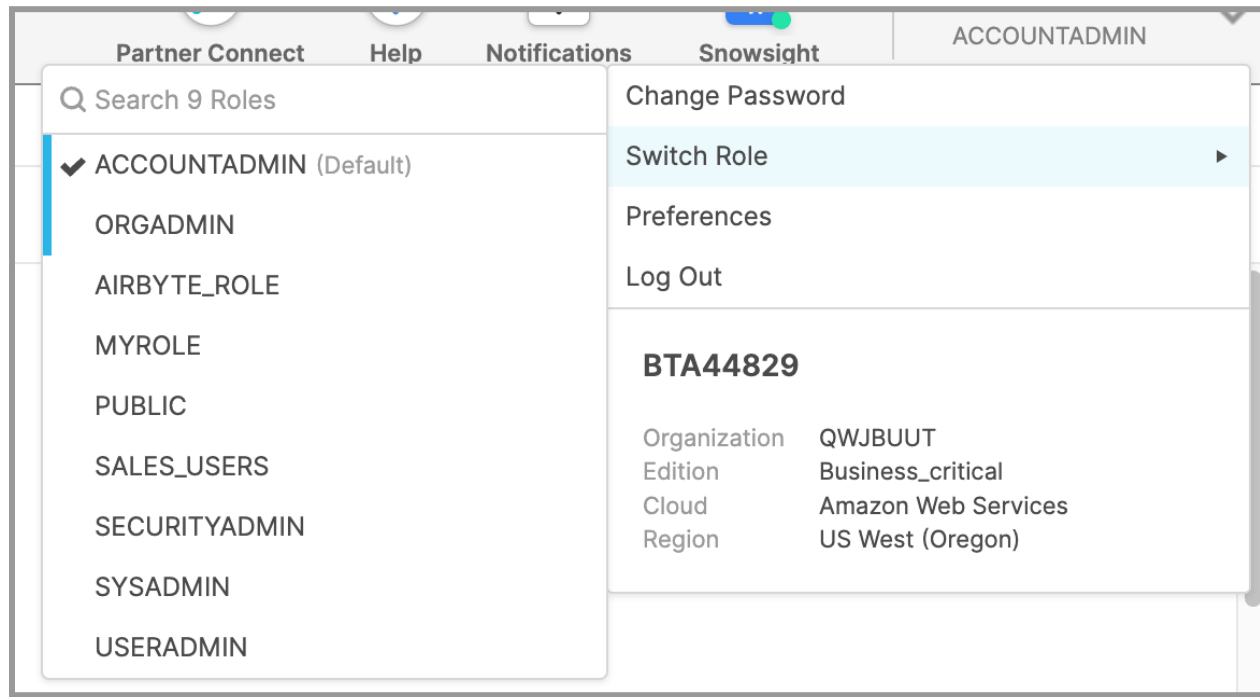 Partner Connect
Help
Notifications
Snowsight
ACCOUNTADMIN
Search 9 Roles
ACCOUNTADMIN (Default)
ORGADMIN
AIRBYTE_ROLE
MYROLE
PUBLIC
SALES_USERS
SECURITYADMIN
SYSADMIN
USERADMIN
Change Password
Switch Role
Preferences
Log Out
BTA44829
Organization QWJBUUT
Edition Business_critical
Cloud Amazon Web Services
Region US West (Oregon)